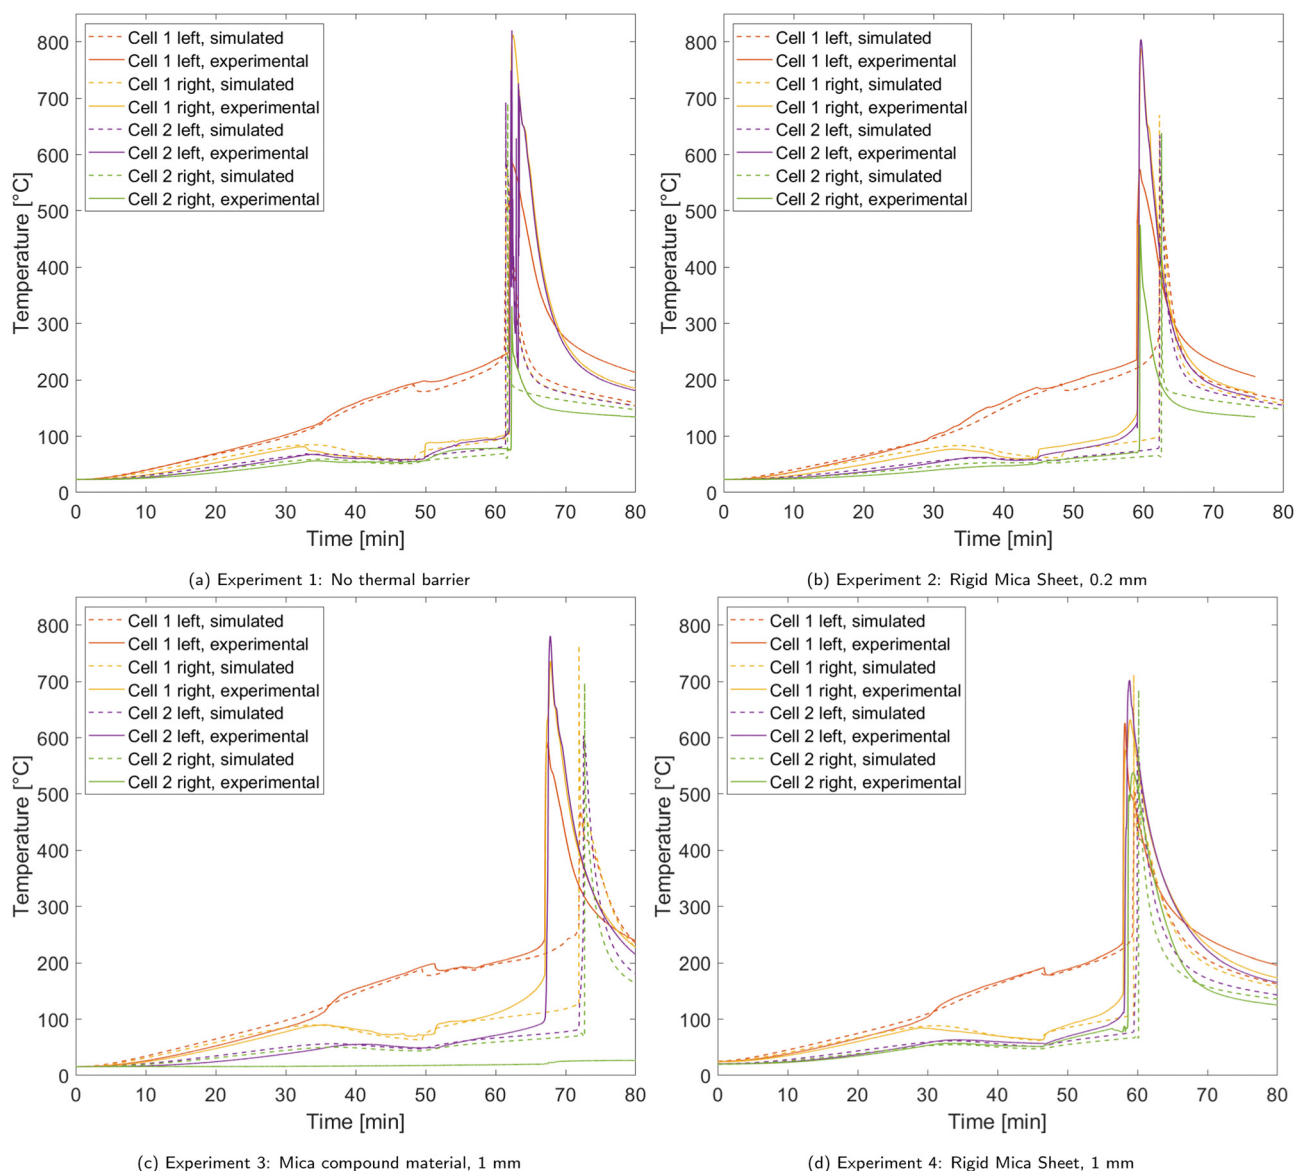 800
700
600
500
400
300
200
100
0
Temperature [°C]
Cell 1 left, simulated
Cell 1 left, experimental
Cell 1 right, simulated
Cell 1 right, experimental
Cell 2 left, simulated
Cell 2 left, experimental
Cell 2 right, simulated
Cell 2 right, experimental
0 10 20 30 40 50 60 70 80
Time [min]
(a) Experiment 1: No thermal barrier
800
700
600
500
400
300
200
100
0
Temperature [°C]
Cell 1 left, simulated
Cell 1 left, experimental
Cell 1 right, simulated
Cell 1 right, experimental
Cell 2 left, simulated
Cell 2 left, experimental
Cell 2 right, simulated
Cell 2 right, experimental
0 10 20 30 40 50 60 70 80
Time [min]
(b) Experiment 2: Rigid Mica Sheet, 0.2 mm
800
700
600
500
400
300
200
100
0
Temperature [°C]
Cell 1 left, simulated
Cell 1 left, experimental
Cell 1 right, simulated
Cell 1 right, experimental
Cell 2 left, simulated
Cell 2 left, experimental
Cell 2 right, simulated
Cell 2 right, experimental
0 10 20 30 40 50 60 70 80
Time [min]
(c) Experiment 3: Mica compound material, 1 mm
800
700
600
500
400
300
200
100
0
Temperature [°C]
Cell 1 left, simulated
Cell 1 left, experimental
Cell 1 right, simulated
Cell 1 right, experimental
Cell 2 left, simulated
Cell 2 left, experimental
Cell 2 right, simulated
Cell 2 right, experimental
0 10 20 30 40 50 60 70 80
Time [min]
(d) Experiment 4: Rigid Mica Sheet, 1 mm